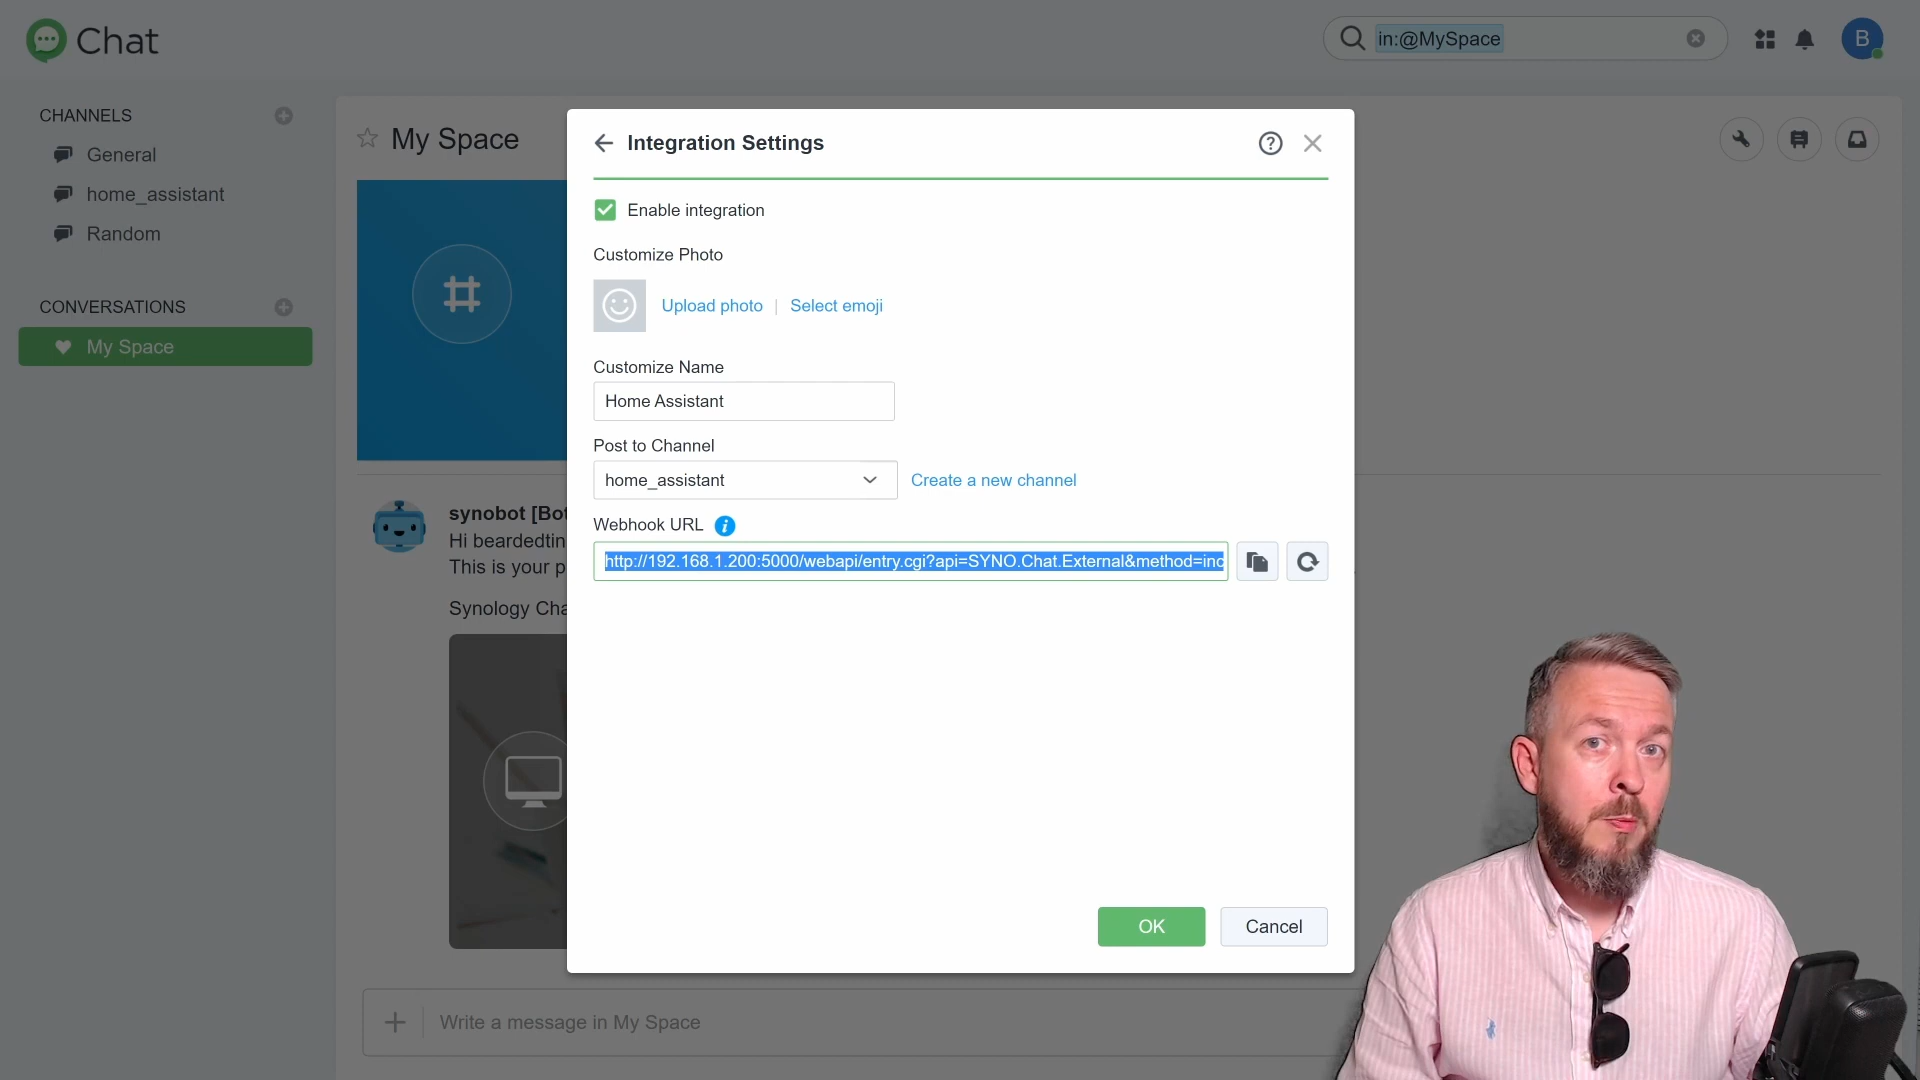 Chat
in:@MySpace
B
CHANNELS
General
home_assistant
Random
CONVERSATIONS
My Space
My Space
synobot [Bot
Hi beardedtin
This is your p
Synology Cha
Write a message in My Space
Integration Settings
Enable integration
Customize Photo
Upload photo | Select emoji
Customize Name
Home Assistant
Post to Channel
home_assistant
Create a new channel
Webhook URL
http://192.168.1.200:5000/webapi/entry.cgi?api=SYNO.Chat.External&method=inc
OK
Cancel